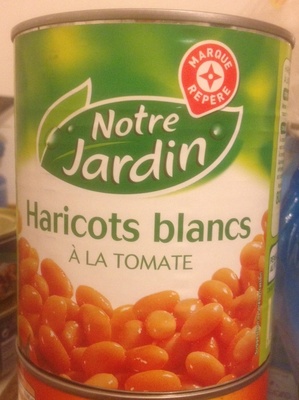 MARQUE
REPÈRE
Notre
Jardin
Haricots blancs
À LA TOMATE